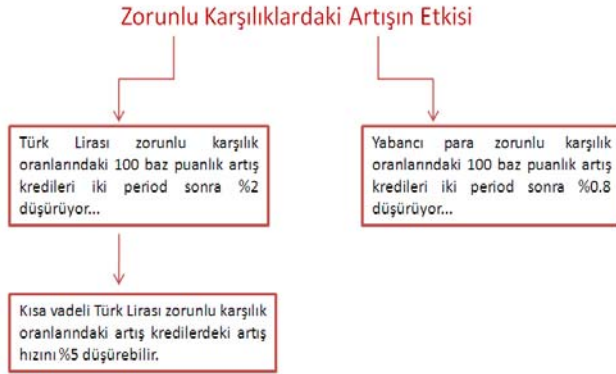 Zorunlu Karşılıklardaki Artışın Etkisi
Türk Lirası zorunlu karşılık
oranlarındaki 100 baz puanlık artış
kredileri iki period sonra %2
düşürüyor...
Yabancı para zorunlu karşılık
oranlarındaki 100 baz puanlık artış
kredileri iki period sonra %0.8
düşürüyor...
Kısa vadeli Türk Lirası zorunlu karşılık
oranlarındaki artış kredilerdeki artış
hızını %5 düşürebilir.